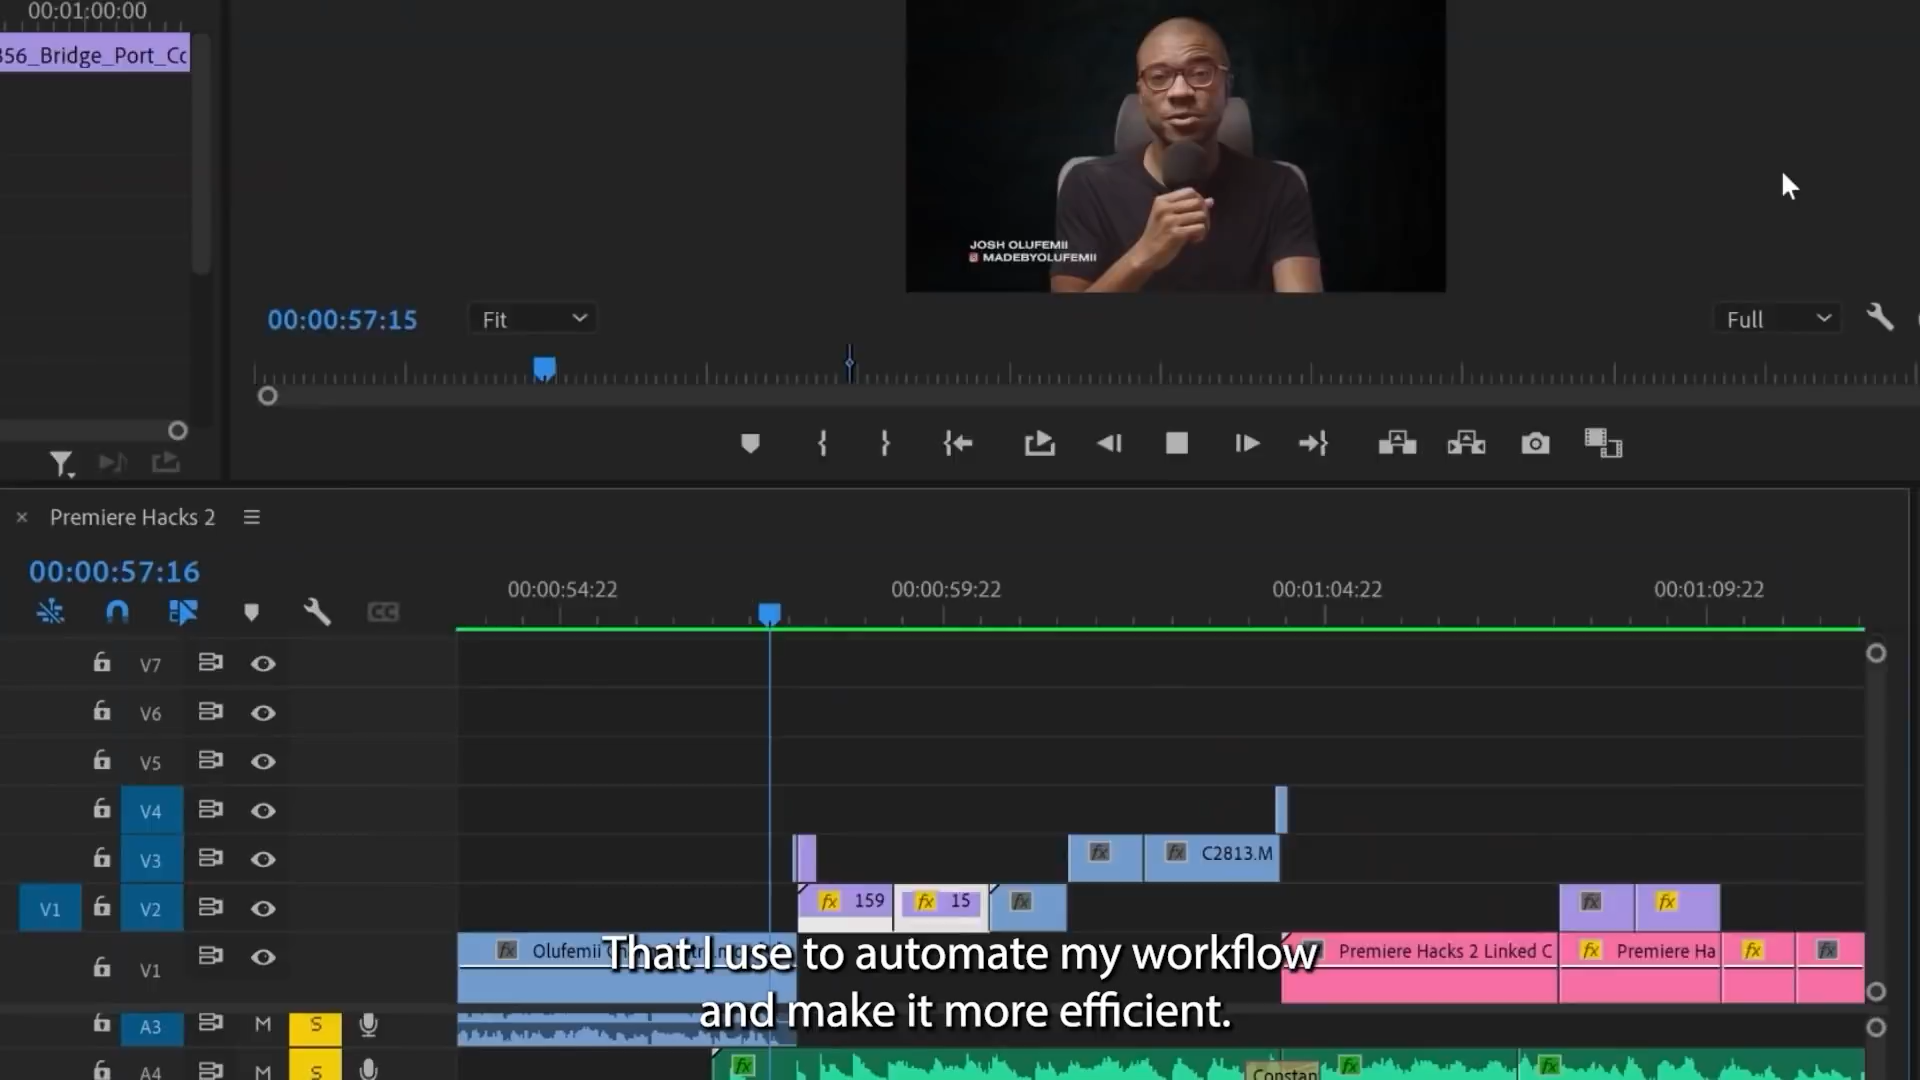 00:01:00:00
356_Bridge_Port_Co
JOSH OLUFEMII
MADEBYOLUFEMII
00:00:57:15
Fit
Full
Premiere Hacks 2
00:00:57:16
00:00:54:22
00:00:59:22
00:01:04:22
00:01:09:22
CC
V7
V6
V5
V4
V3
fx
fx C2813.M
V1 V2
fx 159
fx 15
fx
fx
fx
V1
fx Olufemii
Premiere Hacks 2 Linked C
fx Premiere Ha
fx
fx
That I use to automate my workflow
and make it more efficient.
A3 M S
A4 M S
fx
Constan
fx
fx